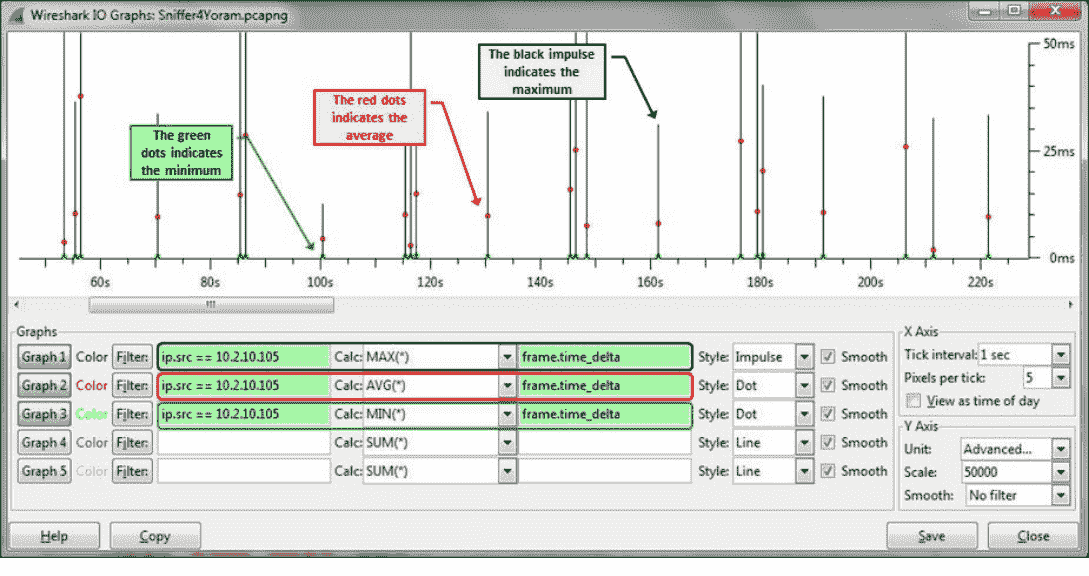 Wireshark IO Graphs: Sniffer4Yoram.pcapng
The black impulse
indicates the
maximum
The red dots
indicates the
average
The green
dots indicates
the minimum
50ms
25ms
0ms
60s 80s 100s 120s 140s 160s 180s 200s 220s
Graphs
Graph 1 Color Filter: ip.src == 10.2.10.105 Calc: MAX(*) frame.time_delta Style: Impulse Smooth
Graph 2 Color Filter: ip.src == 10.2.10.105 Calc: AVG(*) frame.time_delta Style: Dot Smooth
Graph 3 Color Filter: ip.src == 10.2.10.105 Calc: MIN(*) frame.time_delta Style: Dot Smooth
Graph 4 Color Filter: Calc: SUM(*) Style: Line Smooth
Graph 5 Color Filter: Calc: SUM(*) Style: Line Smooth
X Axis
Tick interval: 1 sec
Pixels per tick: 5
View as time of day
Y Axis
Unit: Advanced...
Scale: 50000
Smooth: No filter
Help Copy Save Close